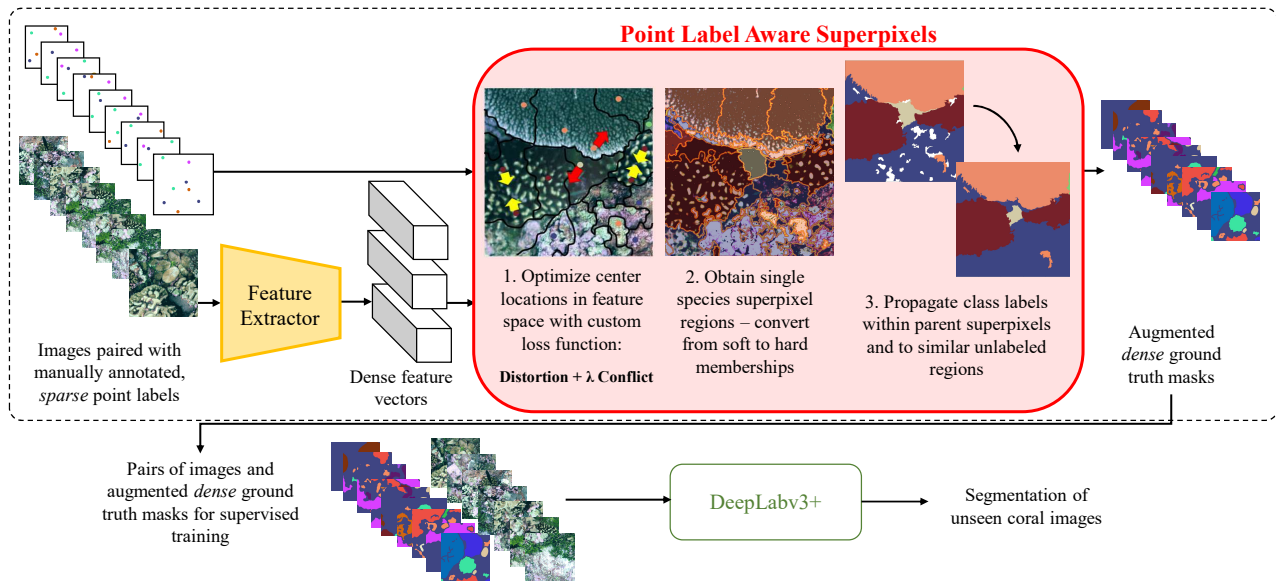 Point Label Aware Superpixels
Images paired with
manually annotated,
sparse point labels
Feature
Extractor
Dense feature
vectors
1. Optimize center
locations in feature
space with custom
loss function:
Distortion + λ Conflict
2. Obtain single
species superpixel
regions – convert
from soft to hard
memberships
3. Propagate class labels
within parent superpixels
and to similar unlabeled
regions
Augmented
dense ground
truth masks
Pairs of images and
augmented dense ground
truth masks for supervised
training
DeepLabv3+
Segmentation of
unseen coral images